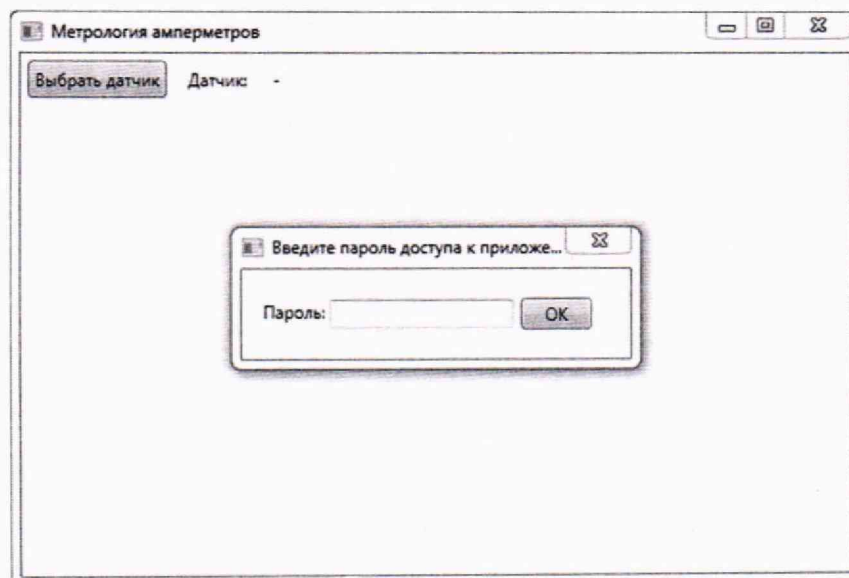 Метрология амперметров
Выбрать датчик Датчик: -
Введите пароль доступа к приложе...
Пароль: OK